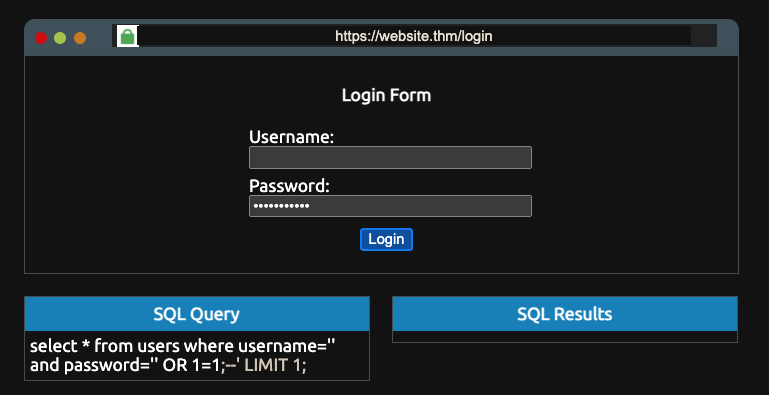 https://website.thm/login
Login Form
Username:
Password:
•••••••••••
Login
SQL Query
select * from users where username=''
and password='' OR 1=1;--' LIMIT 1;
SQL Results